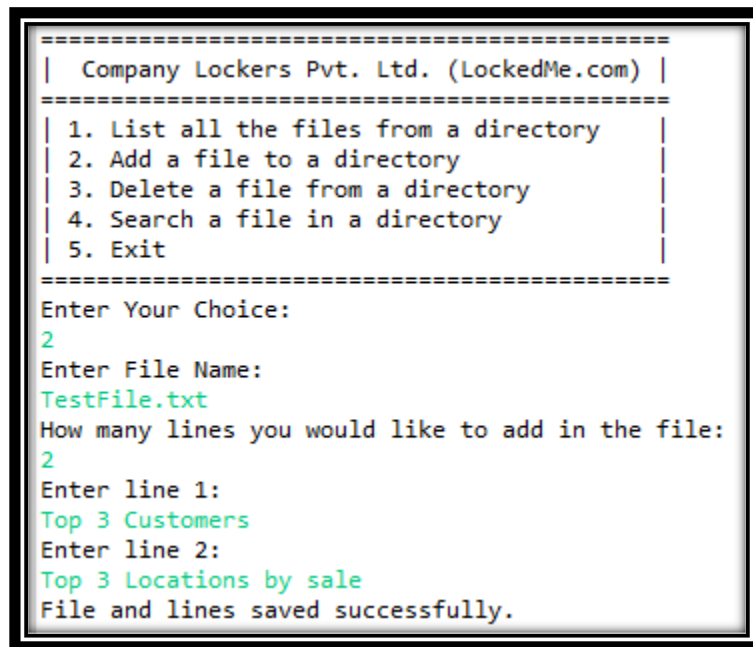 =============================================
| Company Lockers Pvt. Ltd. (LockedMe.com) |
=============================================
| 1. List all the files from a directory |
| 2. Add a file to a directory |
| 3. Delete a file from a directory |
| 4. Search a file in a directory |
| 5. Exit |
=============================================
Enter Your Choice:
2
Enter File Name:
TestFile.txt
How many lines you would like to add in the file:
2
Enter line 1:
Top 3 Customers
Enter line 2:
Top 3 Locations by sale
File and lines saved successfully.